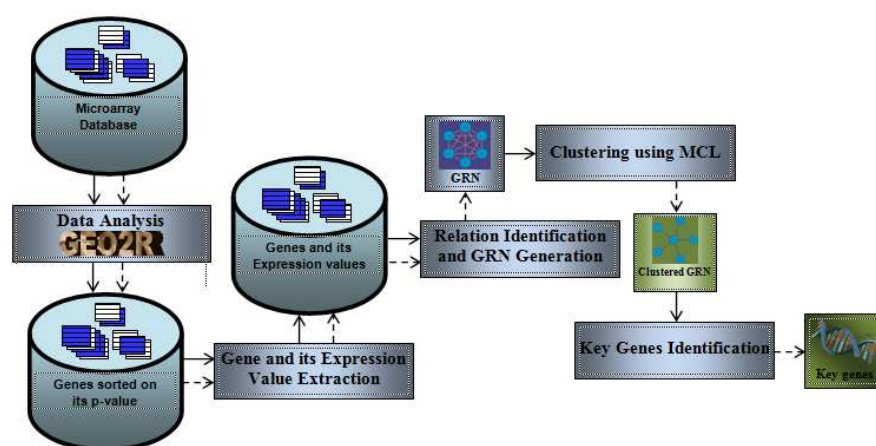 Microarray
Database
Data Analysis
GEO2R
Genes sorted on
its p-value
Gene and its Expression
Value Extraction
Genes and its
Expression values
Relation Identification
and GRN Generation
GRN
Clustering using MCL
Clustered GRN
Key Genes Identification
Key genes